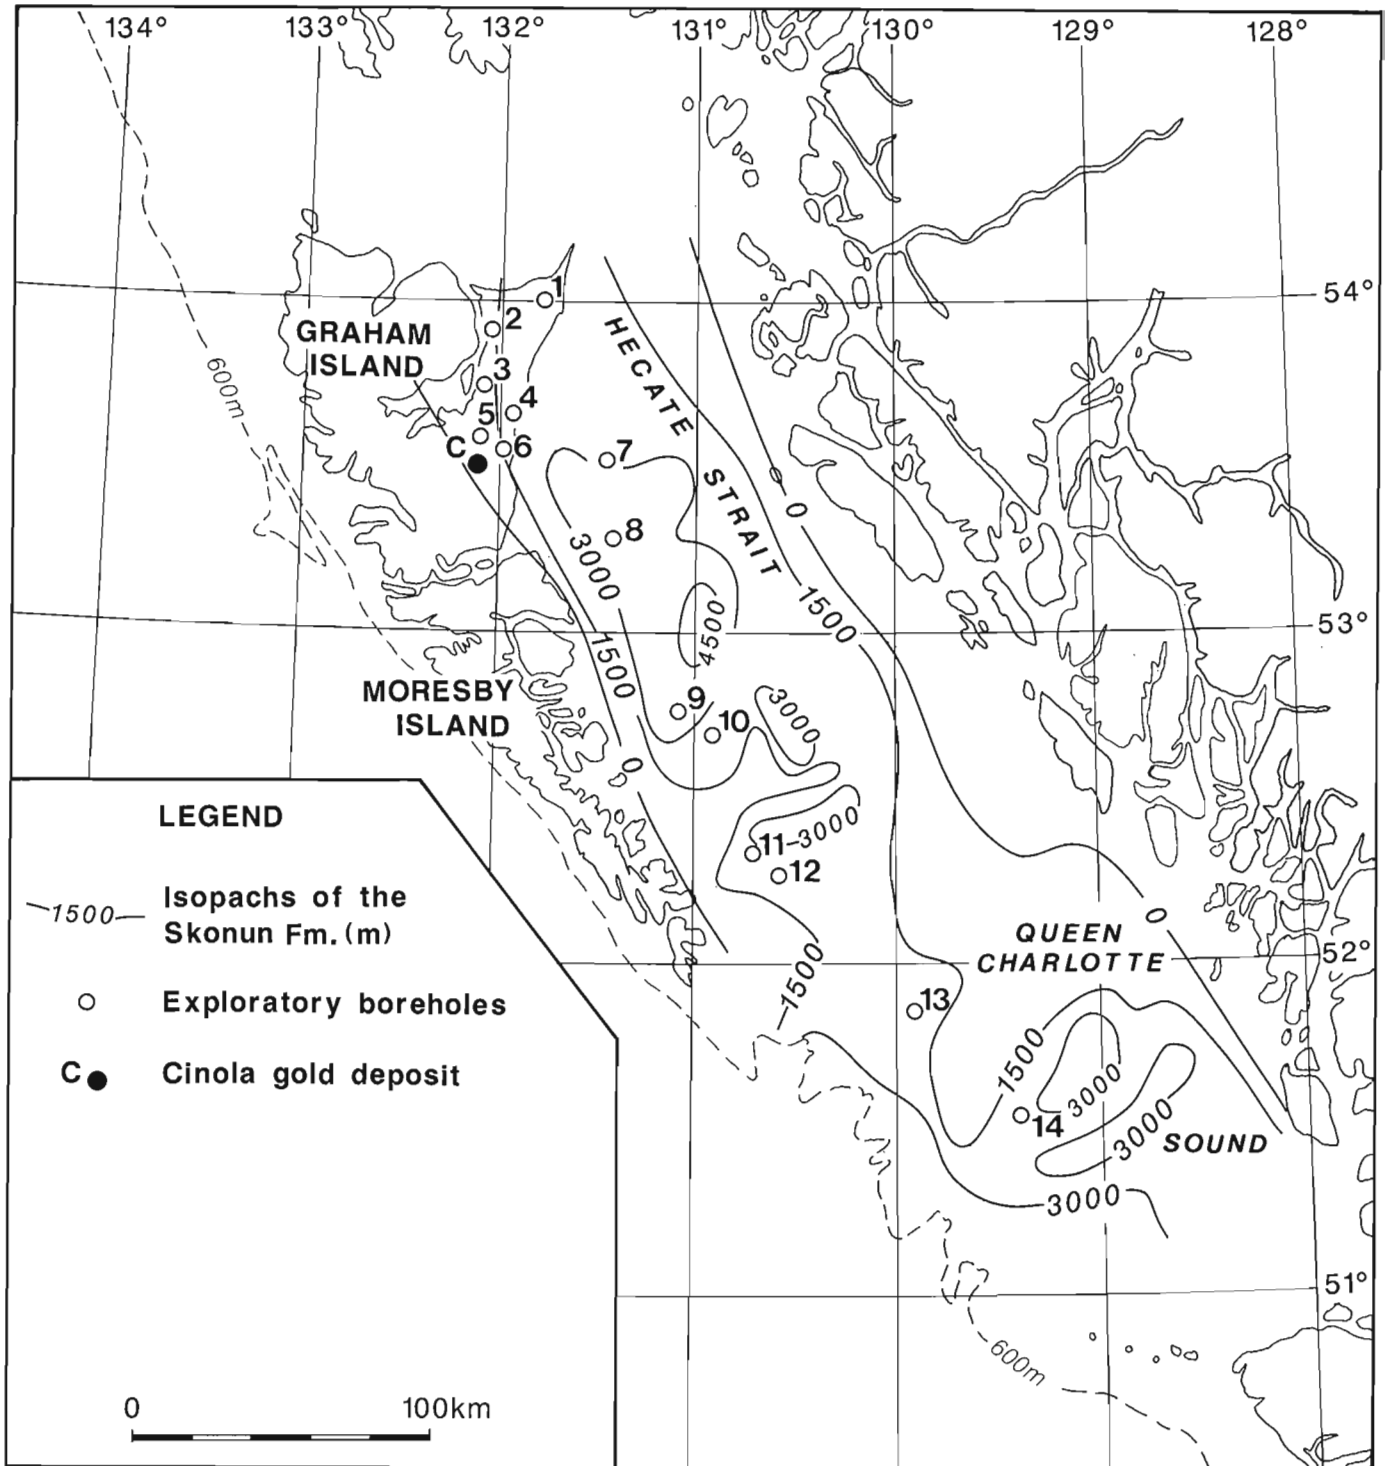 134° 133° 132° 131° 130° 129° 128°
54°
1
2
GRAHAM
ISLAND
HECATE
STRAIT
600m
3
4
5
C
6
7
8
0
3000
1500
4500
53°
1500
MORESBY
ISLAND
9
10
3000
0
LEGEND
1500
Isopachs of the
Skonun Fm. (m)
Exploratory boreholes
C
Cinola gold deposit
11
3000
12
0
QUEEN
CHARLOTTE
52°
1500
13
1500
3000
14
3000
SOUND
3000
51°
600m
0 100km